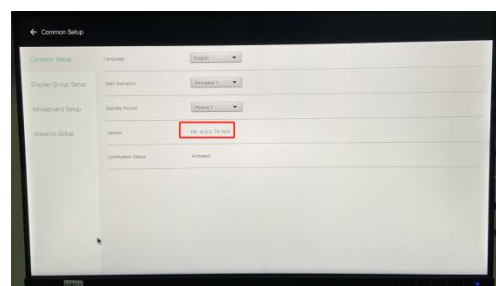 ← Common Setup
Common Setup
Language
English
Display Group Setup
Start Animation
Animation 1
Whiteboard Setup
Standby Picture
Picture 1
Advance Setup
Version
TX: N/A
Certification Status
Activated